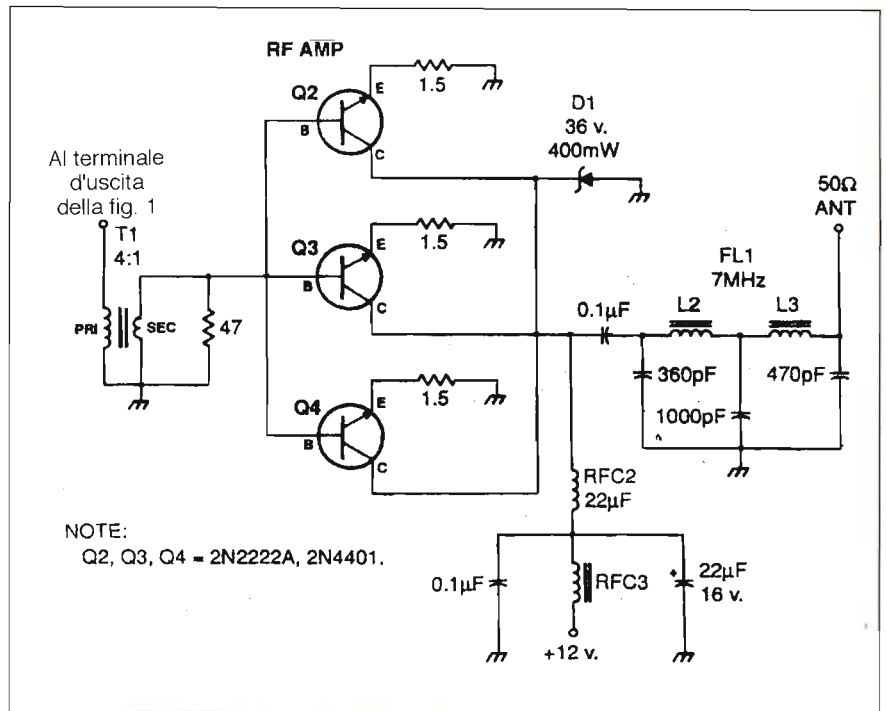 RF AMP
Q2
B
E
C
1.5
D1
36 v.
400mW
Al terminale
d'uscita
della fig. 1
T1
4:1
PRI
SEC
47
Q3
B
E
C
1.5
50Ω
ANT
FL1
7MHz
0.1µF
L2
L3
360pF
470pF
1000pF
Q4
B
E
C
1.5
RFC2
22µF
NOTE:
Q2, Q3, Q4 = 2N2222A, 2N4401.
0.1µF
RFC3
+
22µF
16 v.
+12 v.